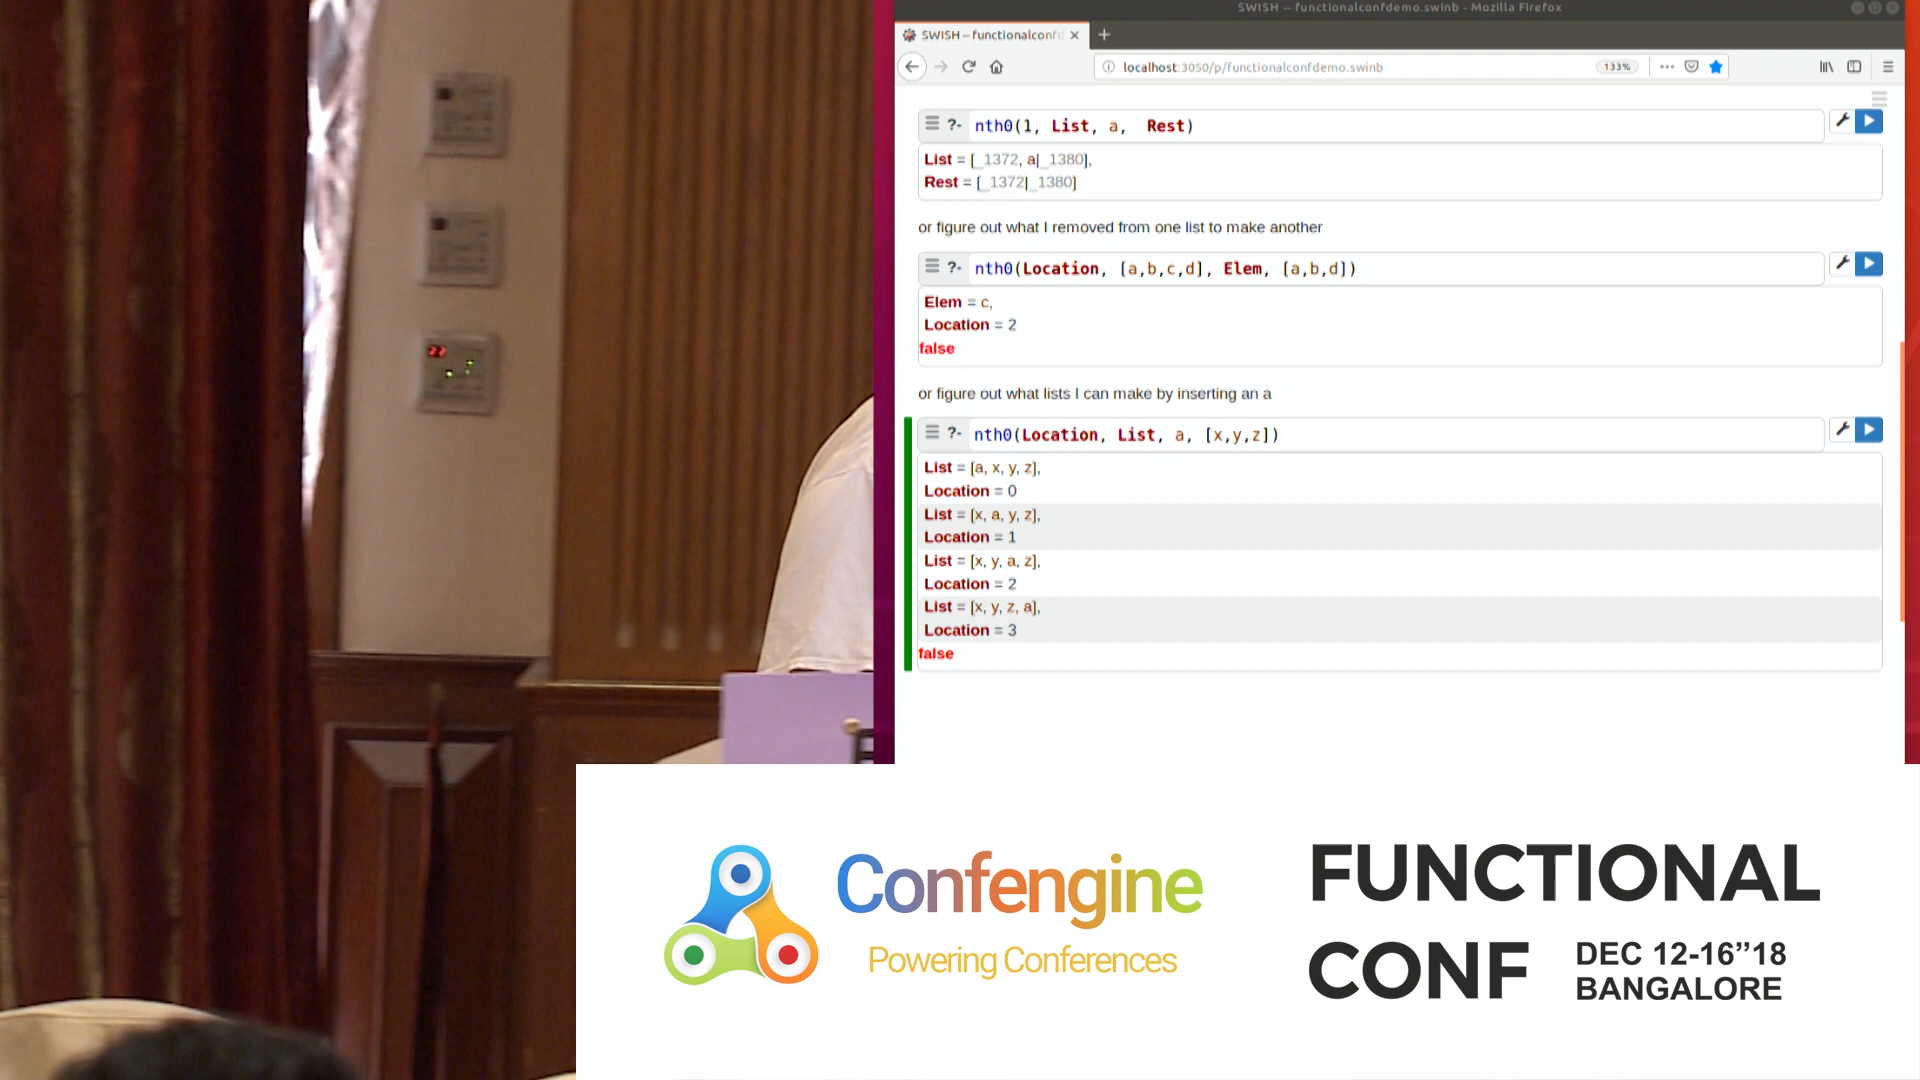 SWISH -- functionalconfdemo.swinb - Mozilla Firefox
SWISH -- functionalconfd
localhost:3050/p/functionalconfdemo.swinb
133%
?- nth0(1, List, a, Rest)
List = [_1372, a|_1380],
Rest = [_1372|_1380]
or figure out what I removed from one list to make another
?- nth0(Location, [a,b,c,d], Elem, [a,b,d])
Elem = c,
Location = 2
false
or figure out what lists I can make by inserting an a
?- nth0(Location, List, a, [x,y,z])
List = [a, x, y, z],
Location = 0
List = [x, a, y, z],
Location = 1
List = [x, y, a, z],
Location = 2
List = [x, y, z, a],
Location = 3
false
22
Confengine
Powering Conferences
FUNCTIONAL
CONF
DEC 12-16”18
BANGALORE